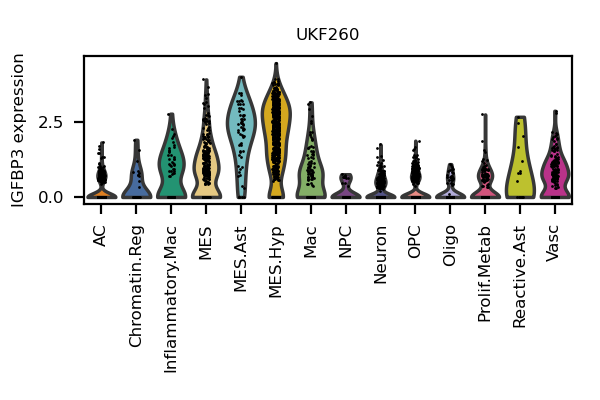 UKF260
IGFBP3 expression
2.5
0.0
AC
Chromatin.Reg
Inflammatory.Mac
MES
MES.Ast
MES.Hyp
Mac
NPC
Neuron
OPC
Oligo
Prolif.Metab
Reactive.Ast
Vasc